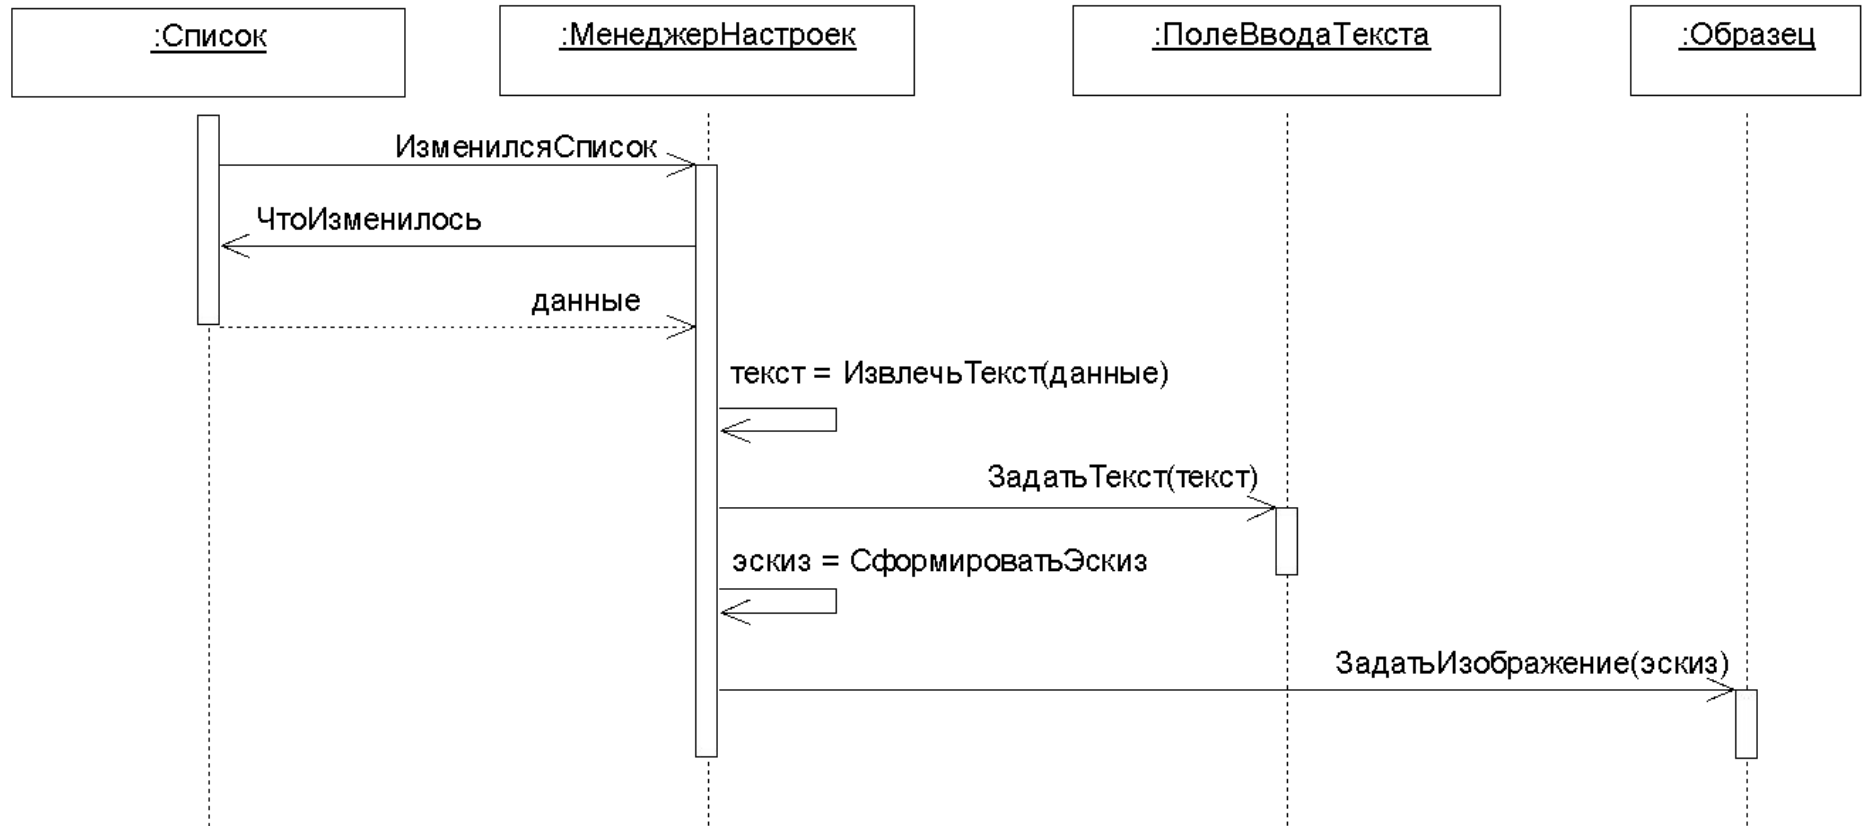 :Список
:МенеджерНастроек
:ПолеВводаТекста
:Образец
ИзменилсяСписок
ЧтоИзменилось
данные
текст = ИзвлечьТекст(данные)
ЗадатьТекст(текст)
эскиз = СформироватьЭскиз
ЗадатьИзображение(эскиз)